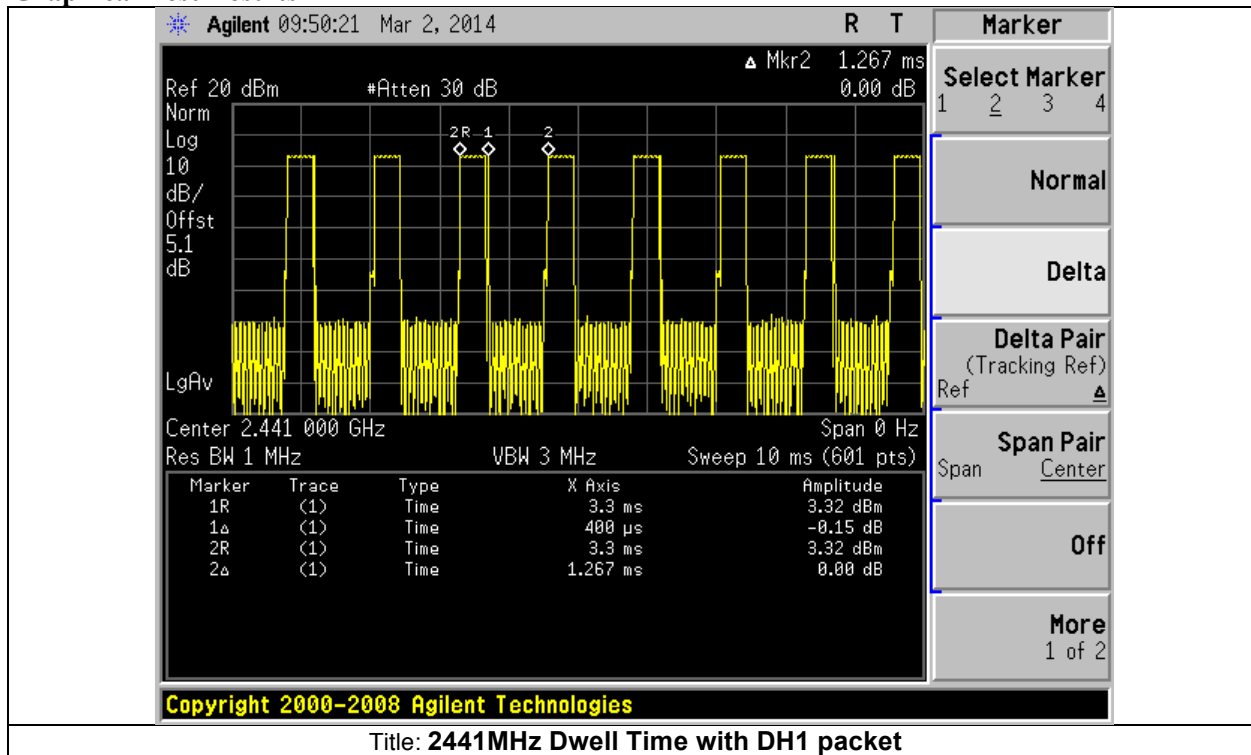 Agilent 09:50:21 Mar 2, 2014 R T
Δ Mkr2 1.267 ms
Ref 20 dBm #Atten 30 dB 0.00 dB
Norm
Log
10
dB/
Offst
5.1
dB
LgAv
2R 1 2
Center 2.441 000 GHz Span 0 Hz
Res BW 1 MHz VBW 3 MHz Sweep 10 ms (601 pts)
Marker Trace Type X Axis Amplitude
1R (1) Time 3.3 ms 3.32 dBm
1Δ (1) Time 400 µs -0.15 dB
2R (1) Time 3.3 ms 3.32 dBm
2Δ (1) Time 1.267 ms 0.00 dB
Marker
Select Marker
1 2 3 4
Normal
Delta
Delta Pair
(Tracking Ref)
Ref Δ
Span Pair
Span Center
Off
More
1 of 2
Copyright 2000-2008 Agilent Technologies
Title: 2441MHz Dwell Time with DH1 packet